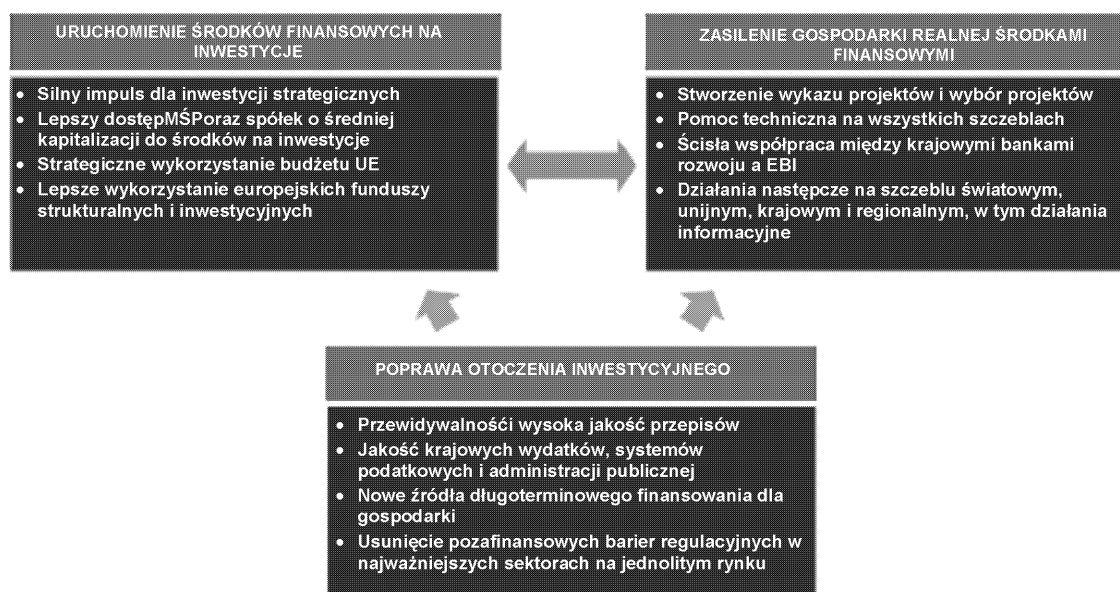 URUCHOMIENIE ŚRODKÓW FINANSOWYCH NA
INWESTYCJE
• Silny impuls dla inwestycji strategicznych
• Lepszy dostępMŚPoraz spółek o średniej
kapitalizacji do środków na inwestycje
• Strategiczne wykorzystanie budżetu UE
• Lepsze wykorzystanie europejskich funduszy
strukturalnych i inwestycyjnych
ZASILENIE GOSPODARKI REALNEJ ŚRODKAMI
FINANSOWYMI
• Stworzenie wykazu projektów i wybór projektów
• Pomoc techniczna na wszystkich szczeblach
• Ścisła współpraca między krajowymi bankami
rozwoju a EBI
• Działania następcze na szczeblu światowym,
unijnym, krajowym i regionalnym, w tym działania
informacyjne
POPRAWA OTOCZENIA INWESTYCYJNEGO
• Przewidywalnośći wysoka jakość przepisów
• Jakość krajowych wydatków, systemów
podatkowych i administracji publicznej
• Nowe źródła długoterminowego finansowania dla
gospodarki
• Usunięcie pozafinansowych barier regulacyjnych w
najważniejszych sektorach na jednolitym rynku